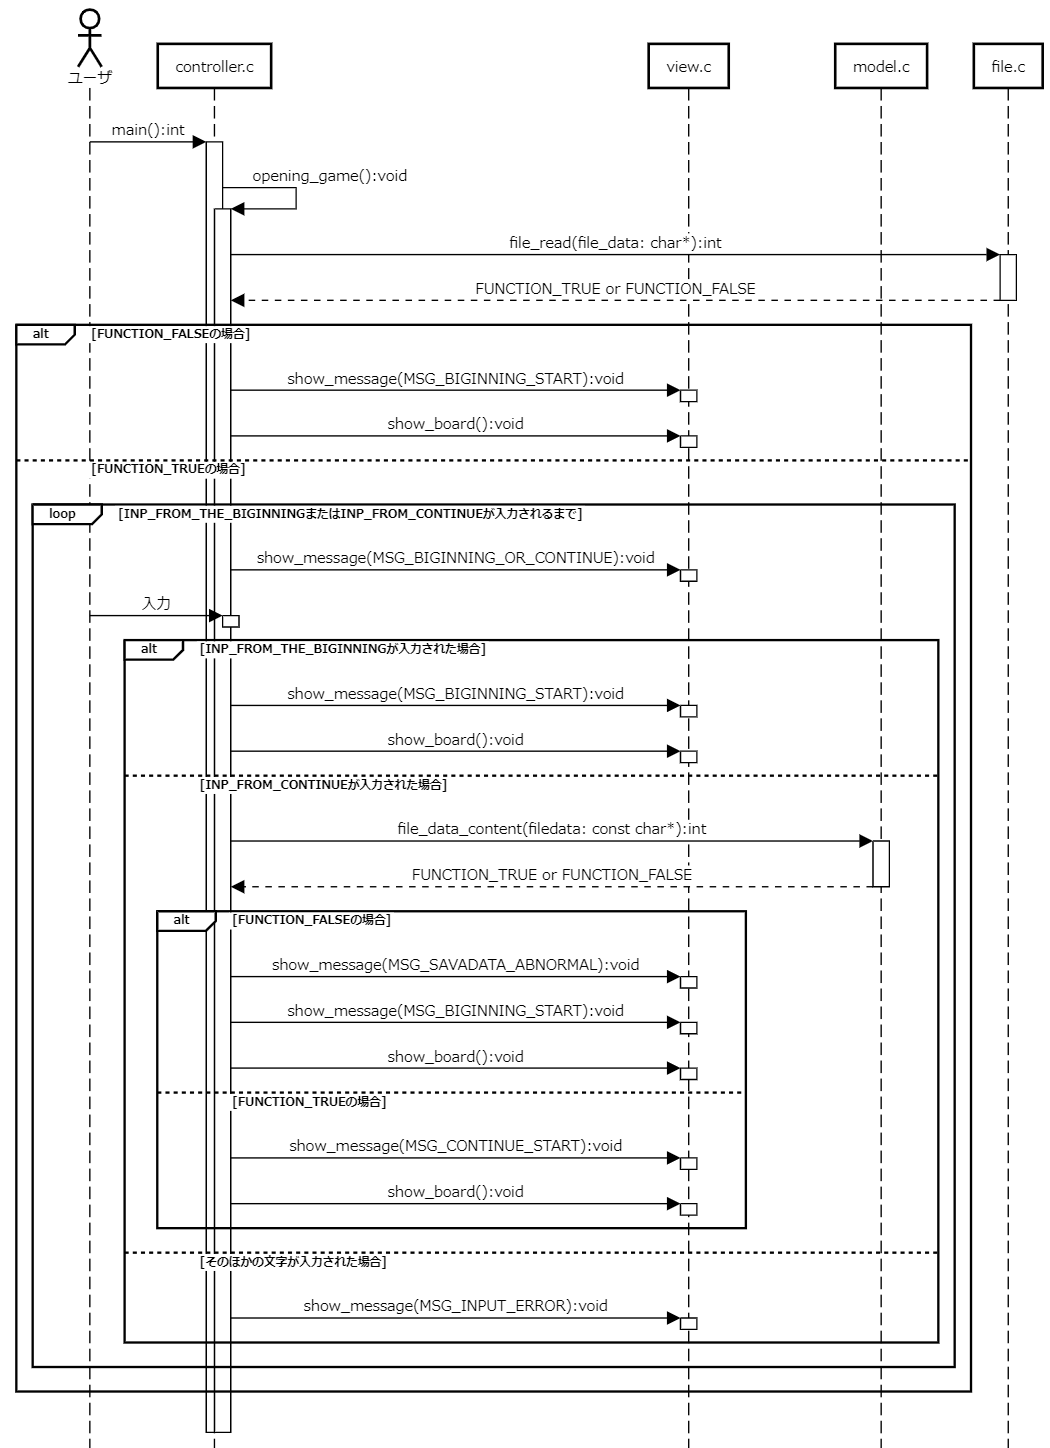 ユーザ
controller.c
view.c
model.c
file.c
main():int
opening_game():void
file_read(file_data: char*):int
FUNCTION_TRUE or FUNCTION_FALSE
alt
[FUNCTION_FALSEの場合]
show_message(MSG_BIGINNING_START):void
show_board():void
[FUNCTION_TRUEの場合]
loop
[INP_FROM_THE_BIGINNINGまたはINP_FROM_CONTINUEが入力されるまで]
show_message(MSG_BIGINNING_OR_CONTINUE):void
入力
alt
[INP_FROM_THE_BIGINNINGが入力された場合]
show_message(MSG_BIGINNING_START):void
show_board():void
[INP_FROM_CONTINUEが入力された場合]
file_data_content(filedata: const char*):int
FUNCTION_TRUE or FUNCTION_FALSE
alt
[FUNCTION_FALSEの場合]
show_message(MSG_SAVADATA_ABNORMAL):void
show_message(MSG_BIGINNING_START):void
show_board():void
[FUNCTION_TRUEの場合]
show_message(MSG_CONTINUE_START):void
show_board():void
[そのほかの文字が入力された場合]
show_message(MSG_INPUT_ERROR):void